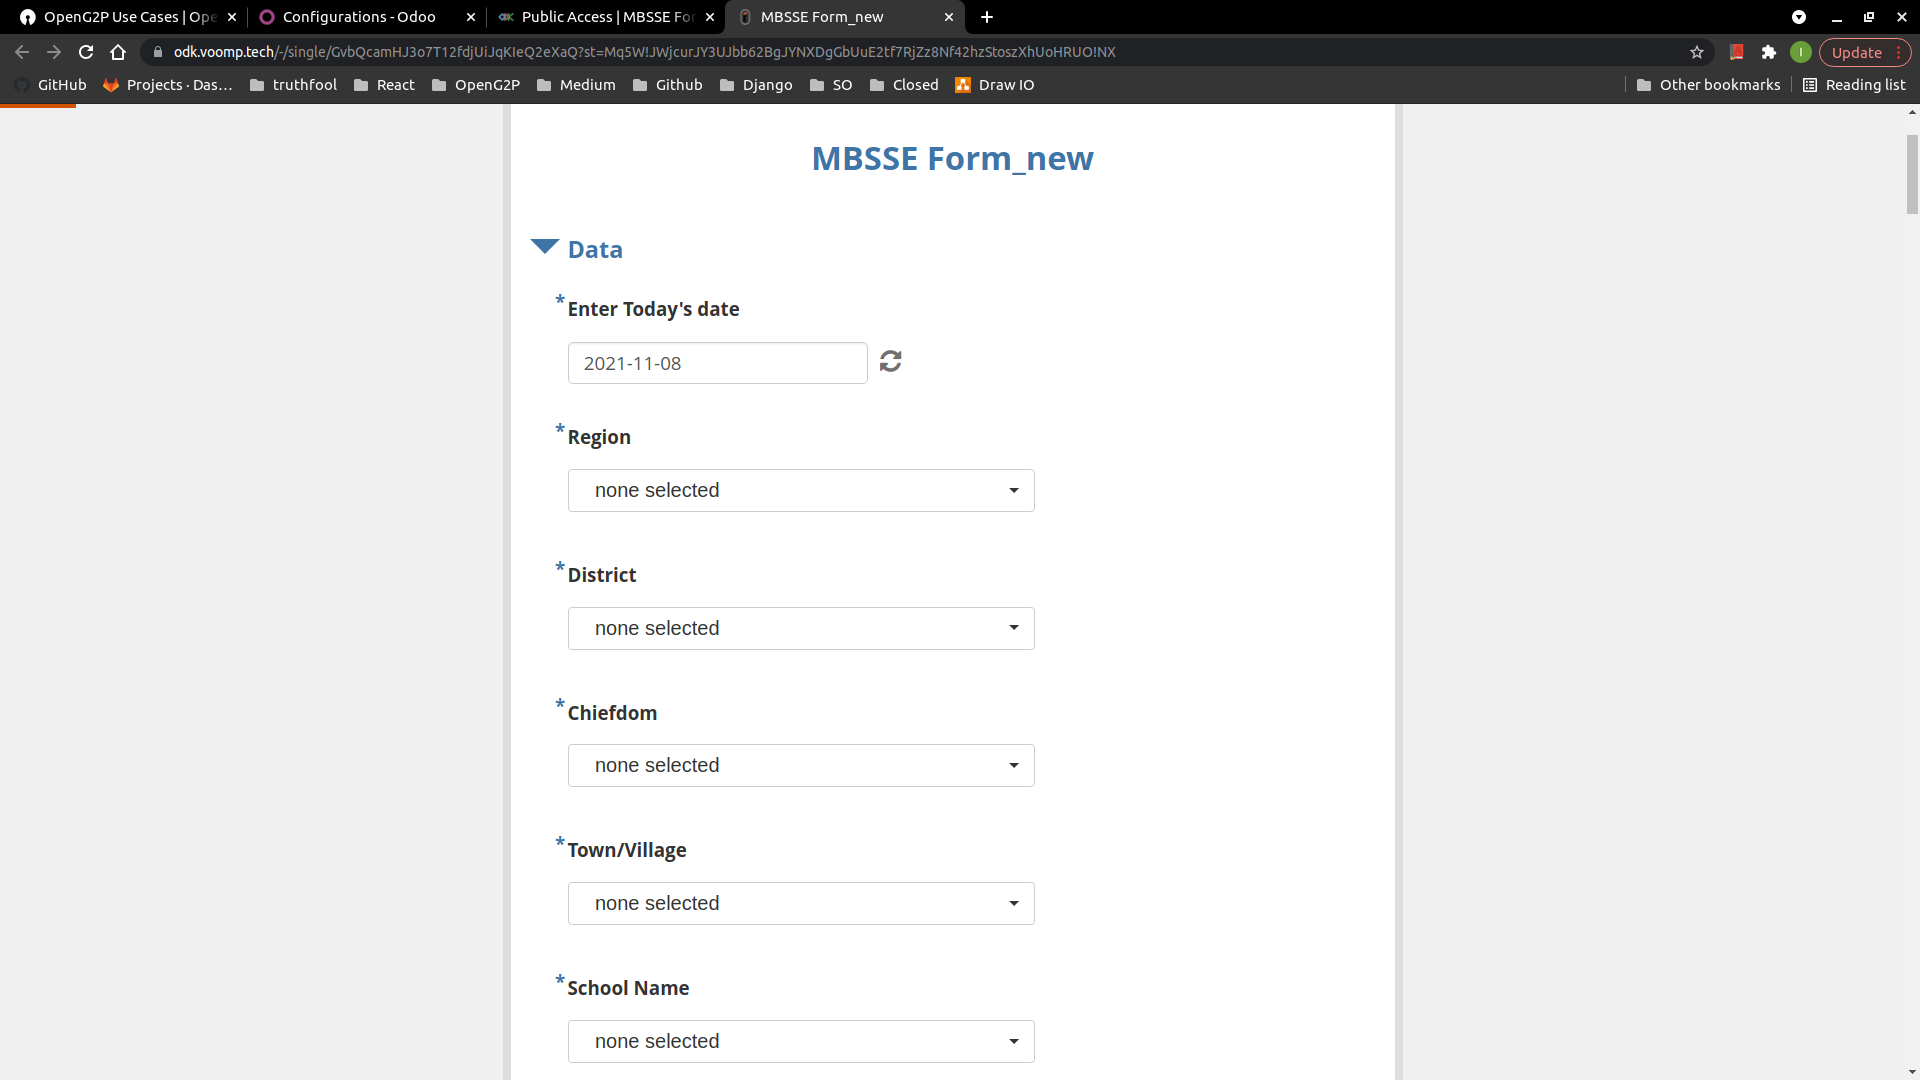 OpenG2P Use Cases | Ope
Configurations - Odoo
Public Access | MBSSE For
MBSSE Form_new
odk.voomp.tech/-/single/GvbQcamHJ3o7T12fdjUiJqKIeQ2eXaQ?st=Mq5W!JWjcurJY3UJbb62BgJYNXDgGbUuE2tf7RjZz8Nf42hzStoszXhUoHRUO!NX
I
Update
GitHub
Projects · Das…
truthfool
React
OpenG2P
Medium
Github
Django
SO
Closed
Draw IO
Other bookmarks
Reading list
MBSSE Form_new
Data
* Enter Today's date
2021-11-08
* Region
none selected
* District
none selected
* Chiefdom
none selected
* Town/Village
none selected
* School Name
none selected